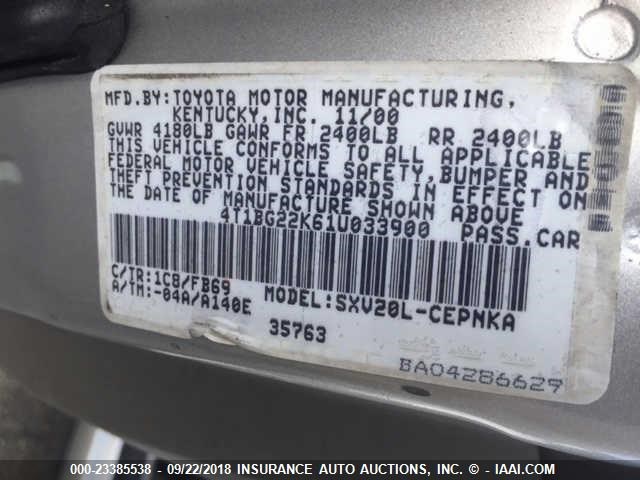 MFD.BY:TOYOTA MOTOR MANUFACTURING,
KENTUCKY,INC. 11/00
GVWR 4180LB GAWR FR 2400LB RR 2400LB
THIS VEHICLE CONFORMS TO ALL APPLICABLE
FEDERAL MOTOR VEHICLE SAFETY,BUMPER AND
THEFT PREVENTION STANDARDS IN EFFECT ON
THE DATE OF MANUFACTURE SHOWN ABOVE
4T1BG22K61U033900 PASS.CAR
C/TR:1C8/FB69
A/TM:-04A/A140E MODEL:SXV20L-CEPNKA
35763
BA04286629
000-23385538 - 09/22/2018 - INSURANCE AUTO AUCTIONS, INC. - IAAI.COM